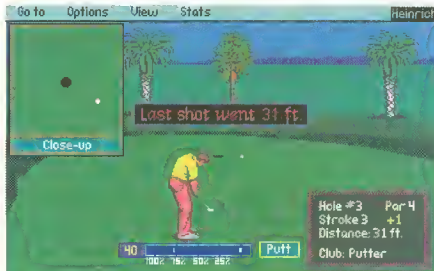 Go to Options View Stats
Heinrich
Last shot went 31 ft.
Close-up
Hole #3 Par 4
Stroke 3 +1
Distance: 31 ft.
Club: Putter
40
Putt
100% 75% 50% 25%